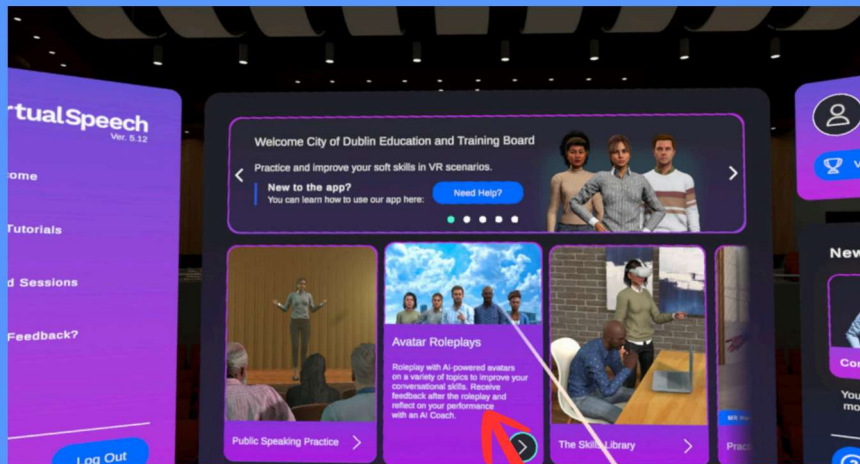 rtualSpeech
Ver. 5.12
ome
Tutorials
d Sessions
Feedback?
Log Out
Welcome City of Dublin Education and Training Board
Practice and improve your soft skills in VR scenarios.
New to the app?
You can learn how to use our app here:
Need Help?
Public Speaking Practice
Avatar Roleplays
Roleplay with AI-powered avatars
on a variety of topics to improve your
conversational skills. Receive
feedback after the roleplay and
reflect on your performance
with an AI Coach.
The Skills Library
Pract
V
New
Con
You
mo